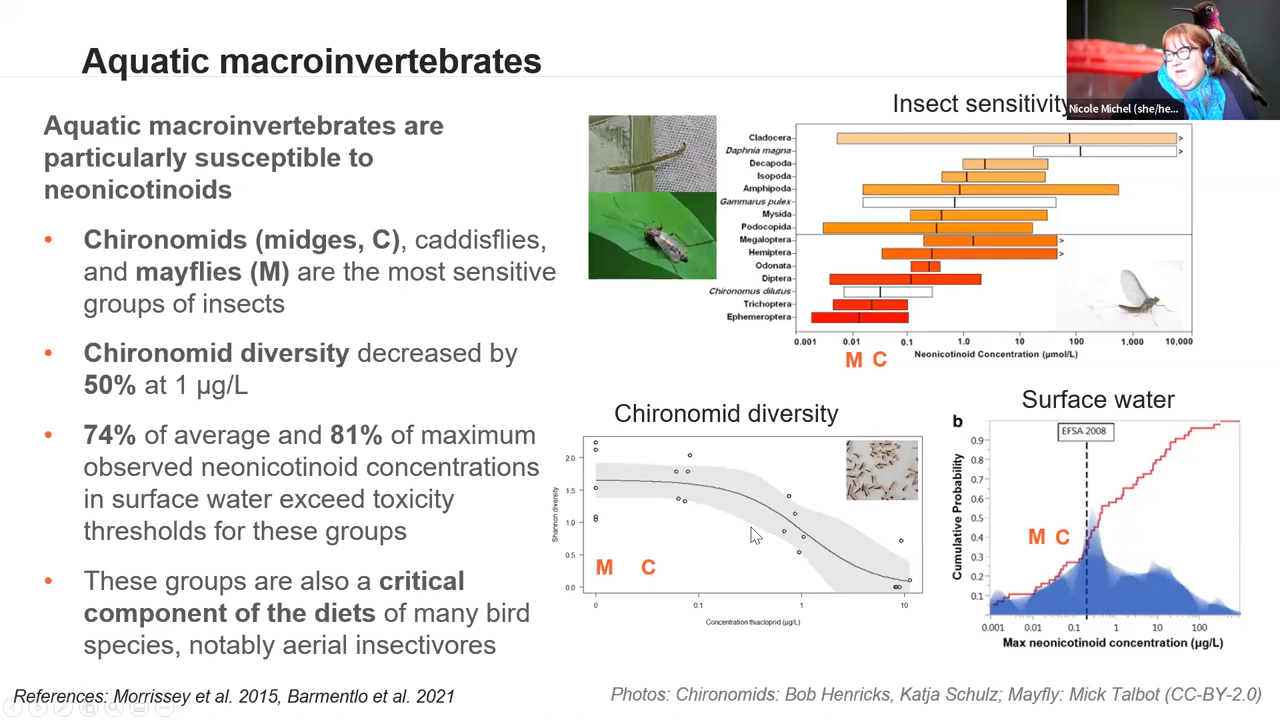 Aquatic macroinvertebrates
Nicole Michel (she/he...
Aquatic macroinvertebrates are
particularly susceptible to
neonicotinoids
• Chironomids (midges, C), caddisflies,
and mayflies (M) are the most sensitive
groups of insects
• Chironomid diversity decreased by
50% at 1 µg/L
• 74% of average and 81% of maximum
observed neonicotinoid concentrations
in surface water exceed toxicity
thresholds for these groups
• These groups are also a critical
component of the diets of many bird
species, notably aerial insectivores
Insect sensitivity
Cladocera >
Daphnia magna >
Decapoda
Isopoda
Amphipoda
Gammarus pulex
Mysida
Podocopida
Megaloptera >
Hemiptera >
Odonata
Diptera
Chironomus dilutus
Trichoptera
Ephemeroptera
0.001 0.01 0.1 1.0 10 100 1,000 10,000
M C Neonicotinoid Concentration (µmol/L)
Chironomid diversity
Shannon diversity
2.0
1.5
1.0
0.5
0.0
M C
0 0.1 1 10
Concentration thiacloprid (µg/L)
Surface water
b
EFSA 2008
Cumulative Probability
0.9
0.8
0.7
0.6
0.5
0.4
0.3
0.2
0.1
M C
0.001 0.01 0.1 1 10 100
Max neonicotinoid concentration (µg/L)
References: Morrissey et al. 2015, Barmentlo et al. 2021
Photos: Chironomids: Bob Henricks, Katja Schulz; Mayfly: Mick Talbot (CC-BY-2.0)